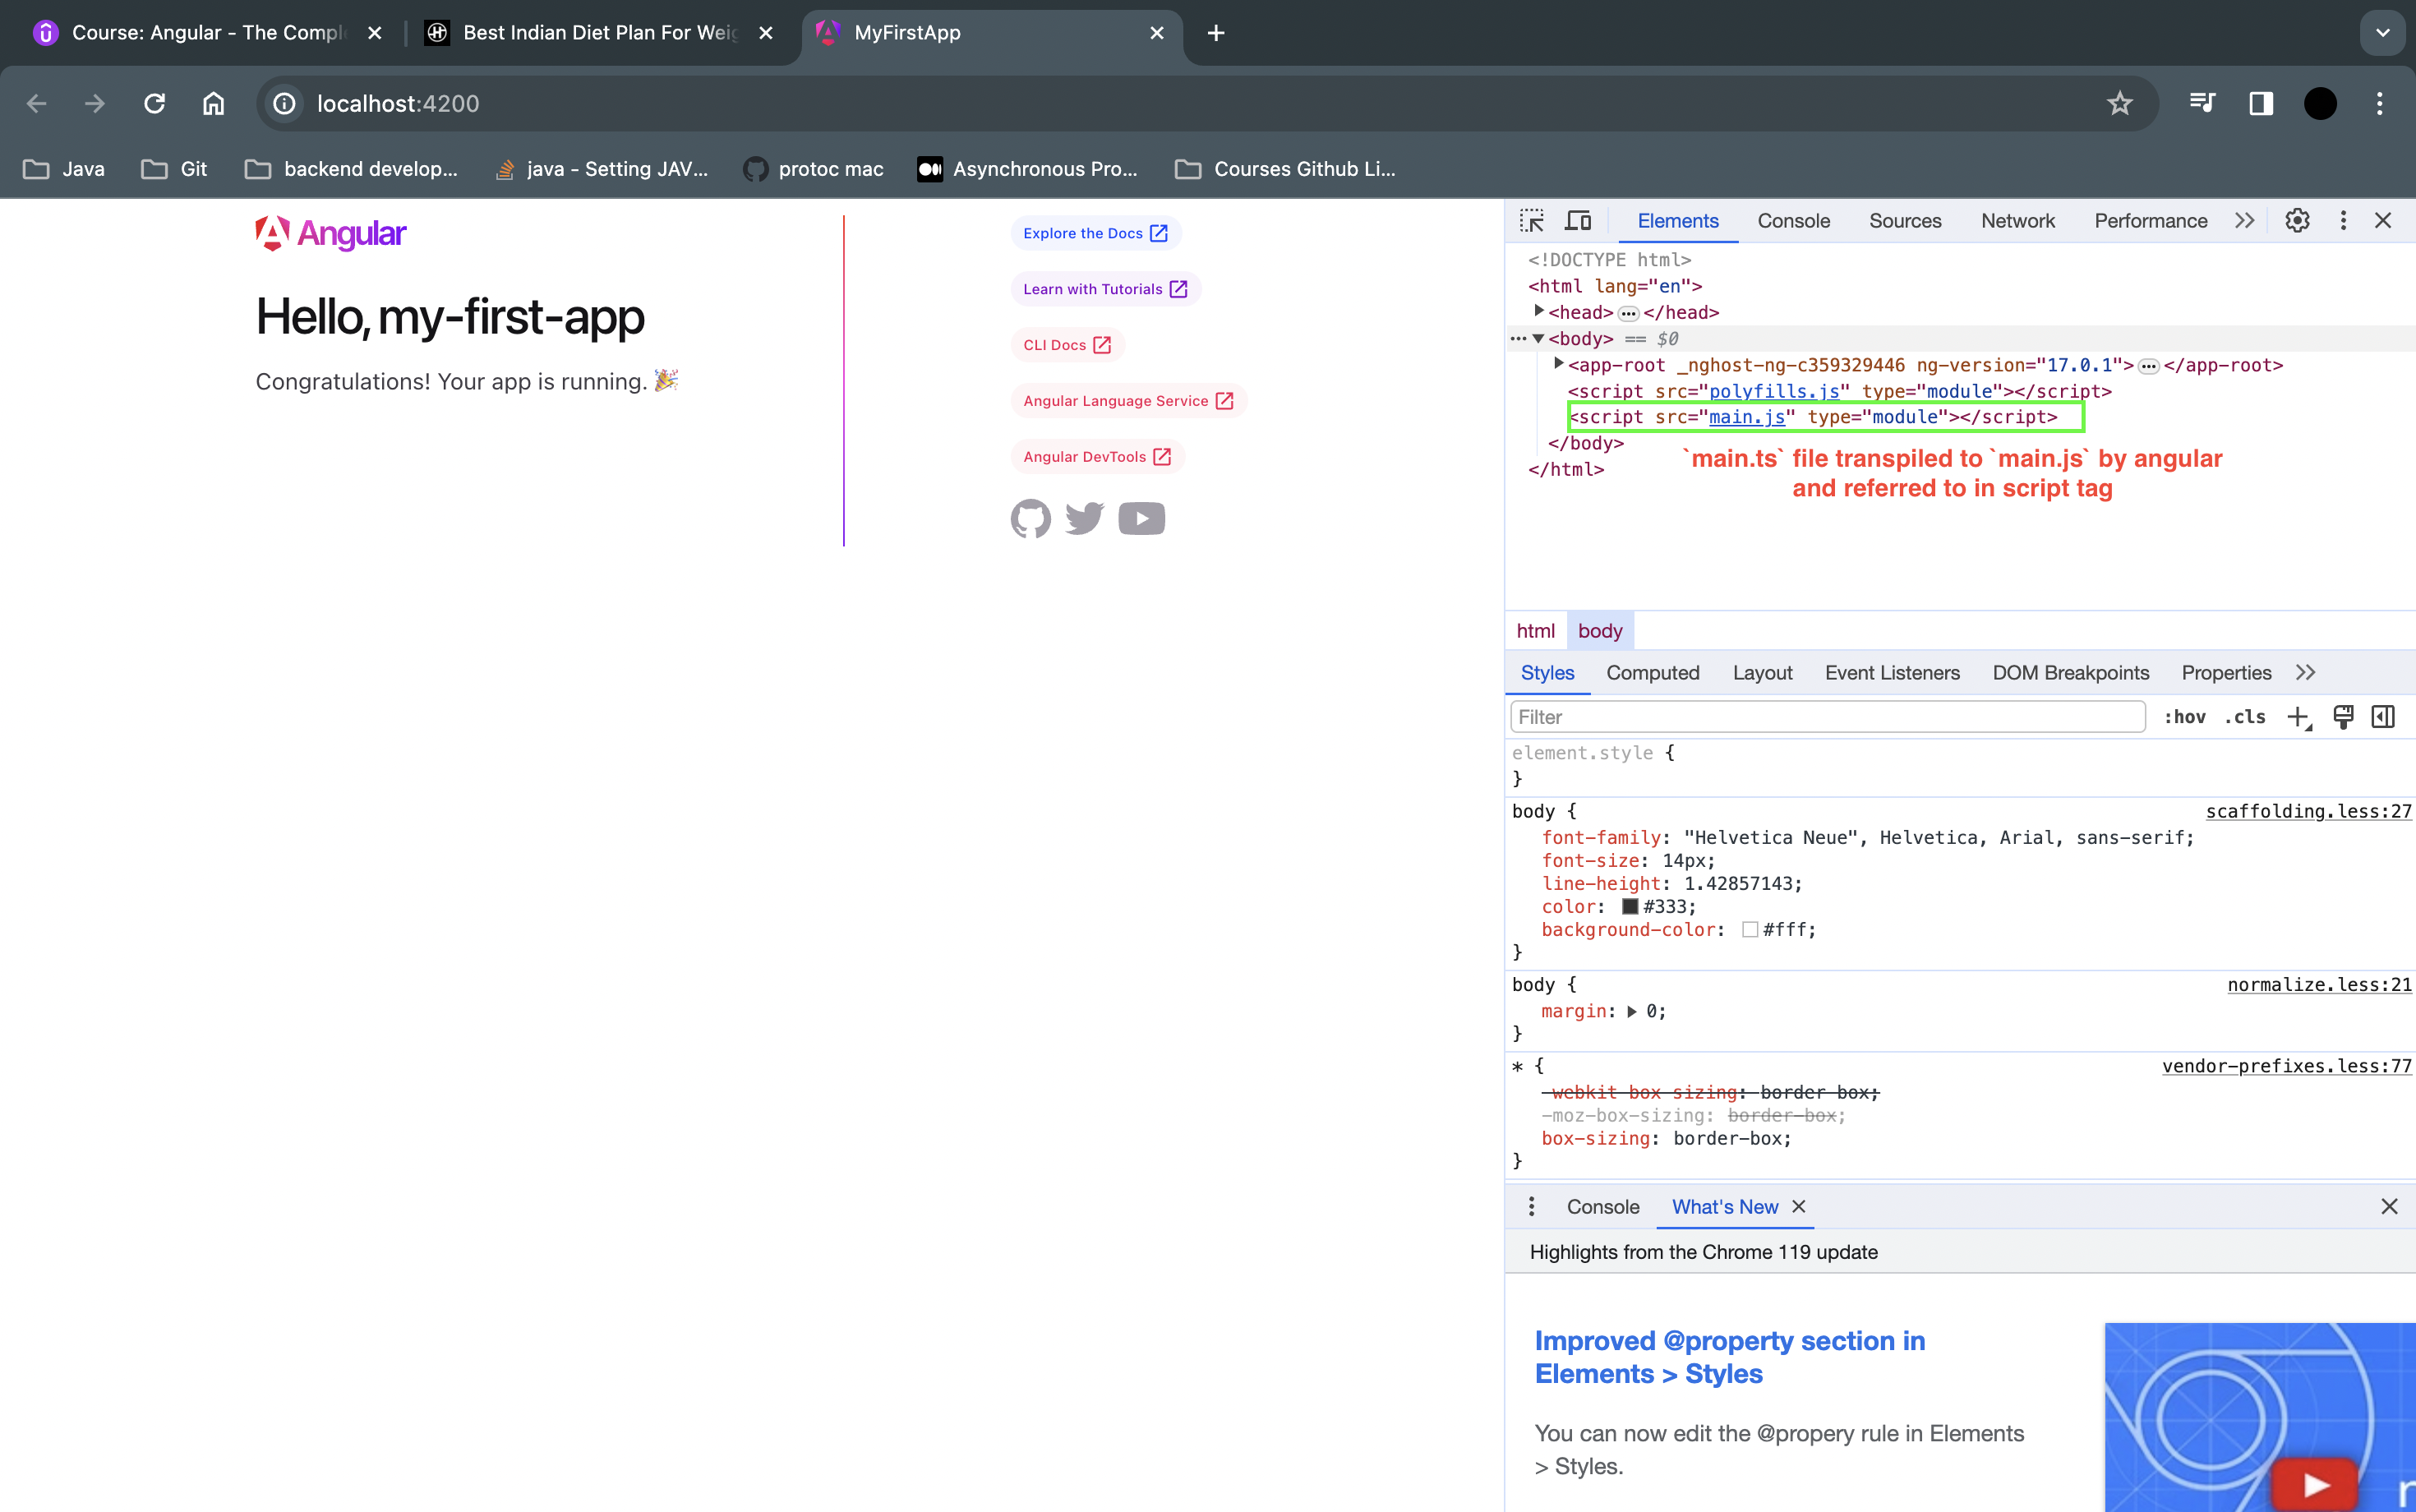 Course: Angular - The Compl
Best Indian Diet Plan For Weig
MyFirstApp
localhost:4200
Java
Git
backend develop...
java - Setting JAV...
protoc mac
Asynchronous Pro...
Courses Github Li...
Angular
Hello, my-first-app
Congratulations! Your app is running. 🎉
Explore the Docs
Learn with Tutorials
CLI Docs
Angular Language Service
Angular DevTools
Elements
Console
Sources
Network
Performance
<!DOCTYPE html>
<html lang="en">
<head>…</head>
<body> == $0
<app-root _nghost-ng-c359329446 ng-version="17.0.1">…</app-root>
<script src="polyfills.js" type="module"></script>
<script src="main.js" type="module"></script>
</body>
</html>
`main.ts` file transpiled to `main.js` by angular
and referred to in script tag
html body
Styles
Computed
Layout
Event Listeners
DOM Breakpoints
Properties
Filter
:hov .cls
element.style {
}
body {
scaffolding.less:27
font-family: "Helvetica Neue", Helvetica, Arial, sans-serif;
font-size: 14px;
line-height: 1.42857143;
color: #333;
background-color: #fff;
}
body {
normalize.less:21
margin: 0;
}
* {
vendor-prefixes.less:77
-webkit-box-sizing: border-box;
-moz-box-sizing: border-box;
box-sizing: border-box;
}
Console
What's New
Highlights from the Chrome 119 update
Improved @property section in
Elements > Styles
You can now edit the @propery rule in Elements
> Styles.